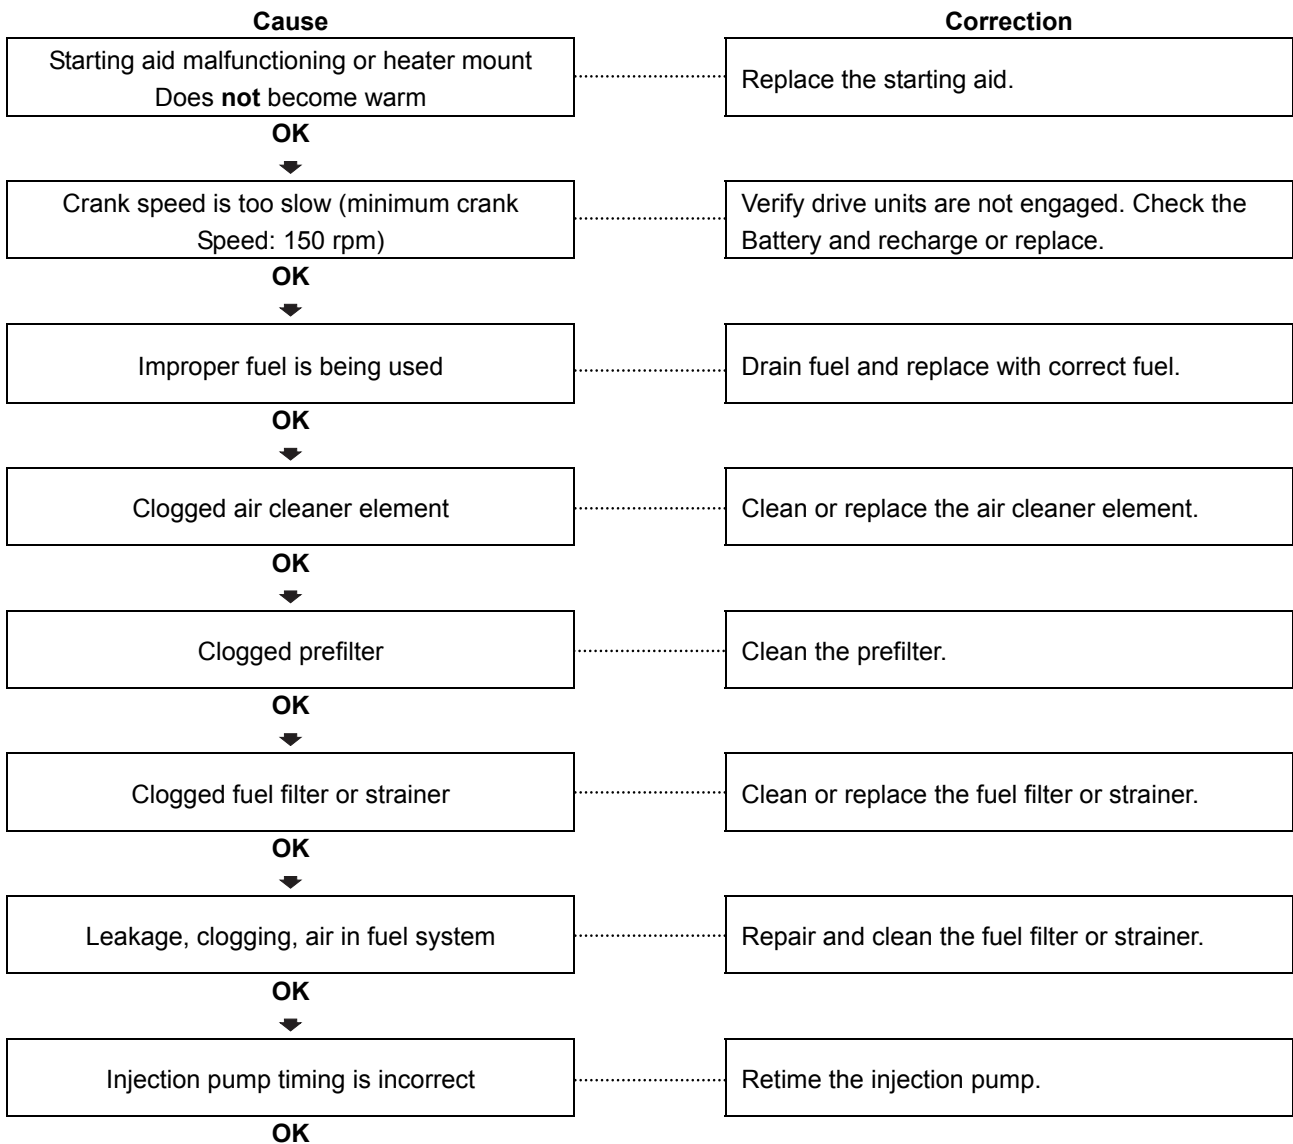 Cause
Correction
Starting aid malfunctioning or heater mount
Does not become warm
Replace the starting aid.
OK
Crank speed is too slow (minimum crank
Speed: 150 rpm)
Verify drive units are not engaged. Check the
Battery and recharge or replace.
OK
Improper fuel is being used
Drain fuel and replace with correct fuel.
OK
Clogged air cleaner element
Clean or replace the air cleaner element.
OK
Clogged prefilter
Clean the prefilter.
OK
Clogged fuel filter or strainer
Clean or replace the fuel filter or strainer.
OK
Leakage, clogging, air in fuel system
Repair and clean the fuel filter or strainer.
OK
Injection pump timing is incorrect
Retime the injection pump.
OK